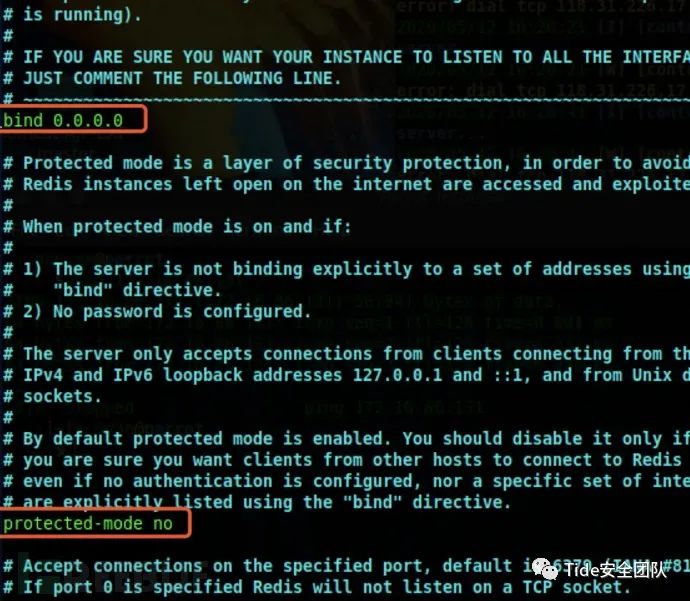 # is running).
#
# IF YOU ARE SURE YOU WANT YOUR INSTANCE TO LISTEN TO ALL THE INTERFA
# JUST COMMENT THE FOLLOWING LINE.
# ~~~~~~~~~~~~~~~~~~~~~~~~~~~~~~~~~~~~~~~~~~~~~~~~~~~~~~~~~~~~~~~~
bind 0.0.0.0
# Protected mode is a layer of security protection, in order to avoid
# Redis instances left open on the internet are accessed and exploite
#
# When protected mode is on and if:
#
# 1) The server is not binding explicitly to a set of addresses using
#    "bind" directive.
# 2) No password is configured.
#
# The server only accepts connections from clients connecting from th
# IPv4 and IPv6 loopback addresses 127.0.0.1 and ::1, and from Unix d
# sockets.
#
# By default protected mode is enabled. You should disable it only if
# you are sure you want clients from other hosts to connect to Redis
# even if no authentication is configured, nor a specific set of inte
# are explicitly listed using the "bind" directive.
protected-mode no
# Accept connections on the specified port, default i 6379 #81
# If port 0 is specified Redis will not listen on a TCP socket.
Tide安全团队